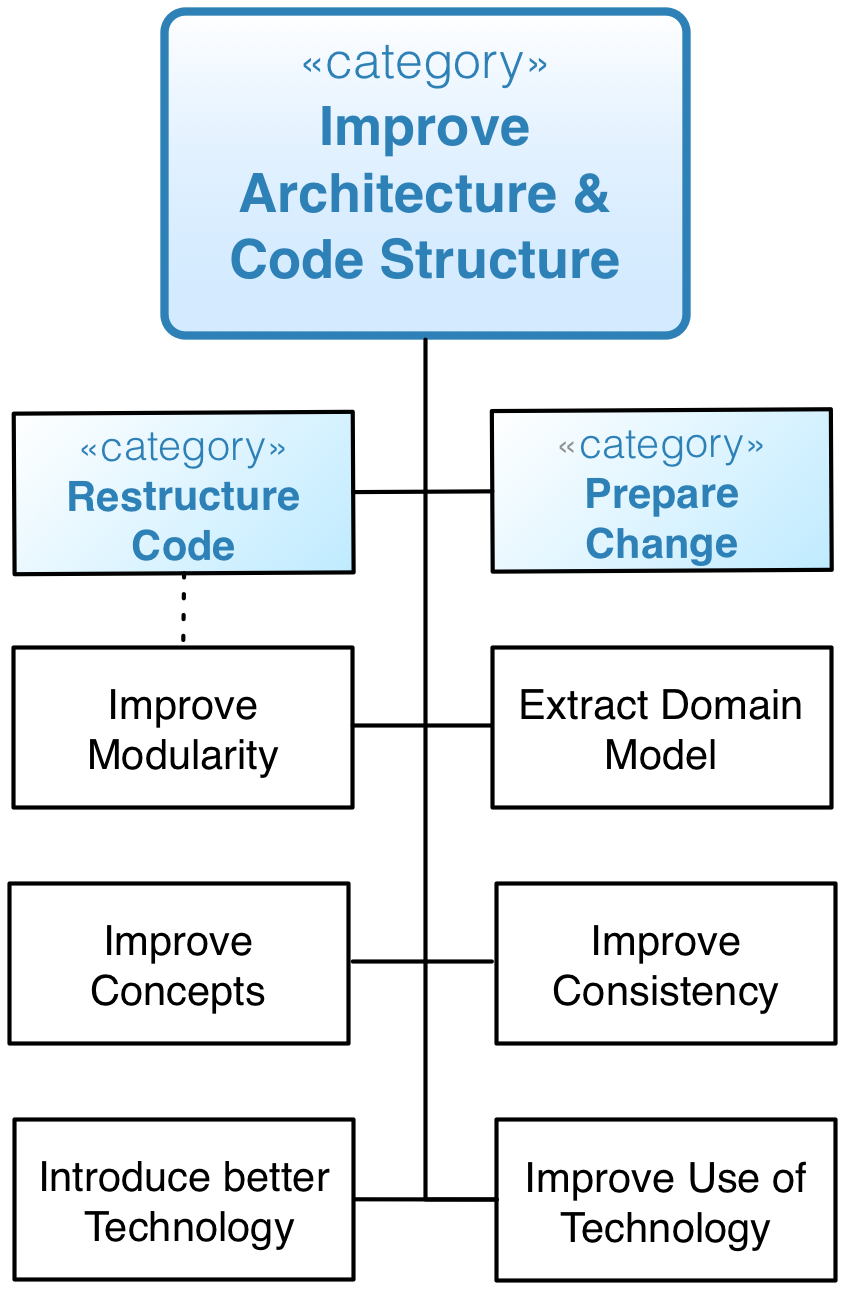 «category»
Improve
Architecture &
Code Structure
«category»
Restructure
Code
«category»
Prepare
Change
Improve
Modularity
Extract Domain
Model
Improve
Concepts
Improve
Consistency
Introduce better
Technology
Improve Use of
Technology